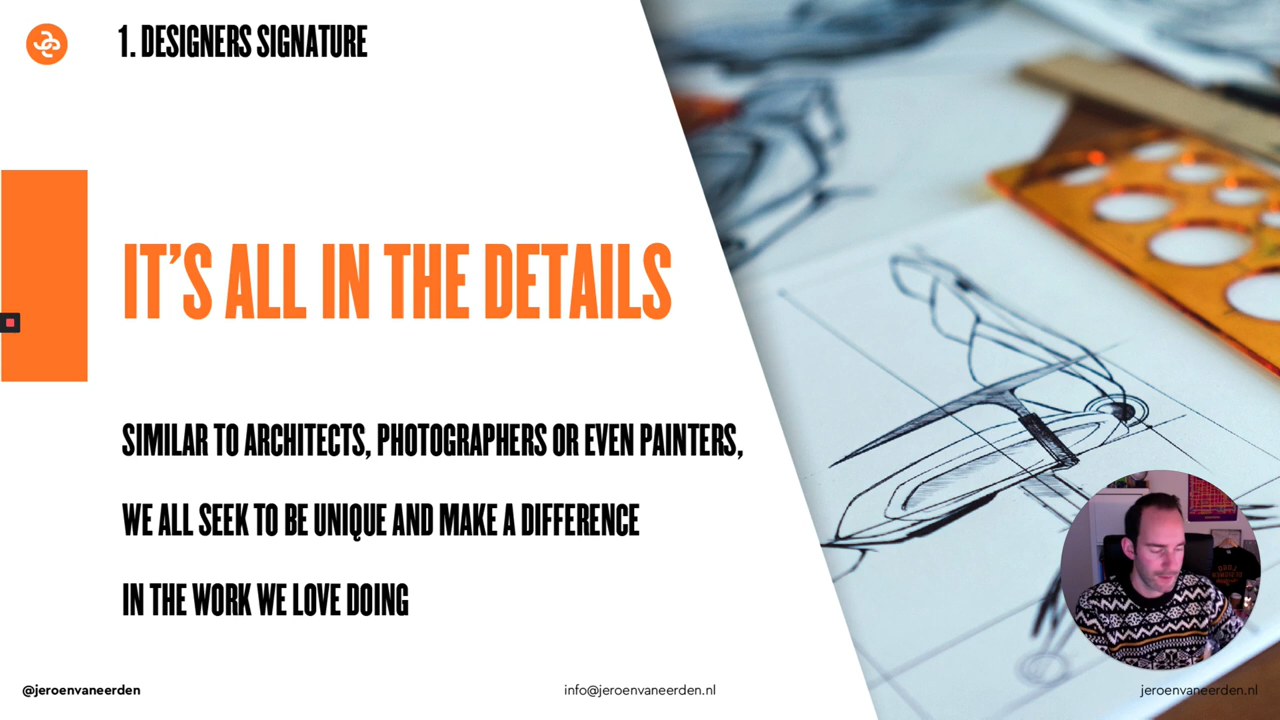 1. DESIGNERS SIGNATURE
IT’S ALL IN THE DETAILS
SIMILAR TO ARCHITECTS, PHOTOGRAPHERS OR EVEN PAINTERS,
WE ALL SEEK TO BE UNIQUE AND MAKE A DIFFERENCE
IN THE WORK WE LOVE DOING
@jeroenvaneerden
info@jeroenvaneerden.nl
jeroenvaneerden.nl